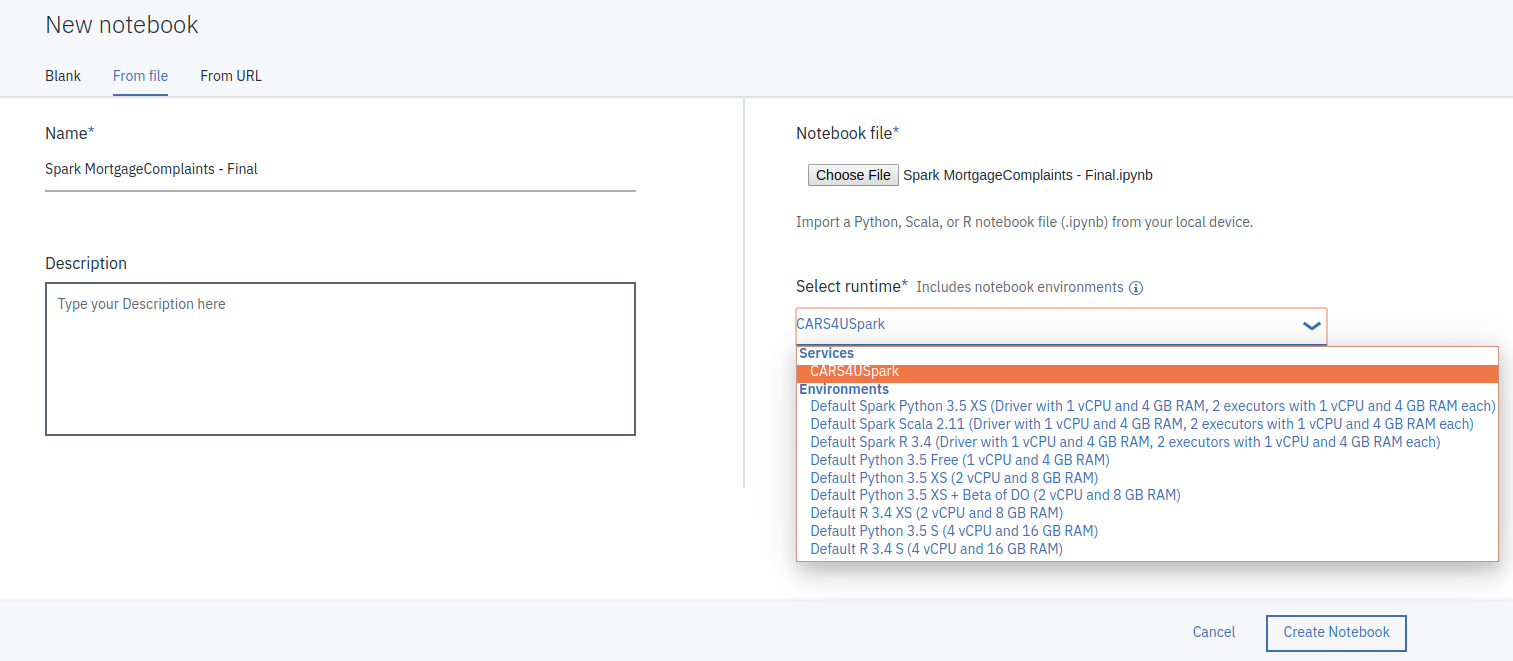 New notebook
Blank From file From URL
Name*
Spark MortgageComplaints - Final
Description
Type your Description here
Notebook file*
Choose File Spark MortgageComplaints - Final.ipynb
Import a Python, Scala, or R notebook file (.ipynb) from your local device.
Select runtime* Includes notebook environments
CARS4USpark
Services
CARS4USpark
Environments
Default Spark Python 3.5 XS (Driver with 1 vCPU and 4 GB RAM, 2 executors with 1 vCPU and 4 GB RAM each)
Default Spark Scala 2.11 (Driver with 1 vCPU and 4 GB RAM, 2 executors with 1 vCPU and 4 GB RAM each)
Default Spark R 3.4 (Driver with 1 vCPU and 4 GB RAM, 2 executors with 1 vCPU and 4 GB RAM each)
Default Python 3.5 Free (1 vCPU and 4 GB RAM)
Default Python 3.5 XS (2 vCPU and 8 GB RAM)
Default Python 3.5 XS + Beta of DO (2 vCPU and 8 GB RAM)
Default R 3.4 XS (2 vCPU and 8 GB RAM)
Default Python 3.5 S (4 vCPU and 16 GB RAM)
Default R 3.4 S (4 vCPU and 16 GB RAM)
Cancel Create Notebook